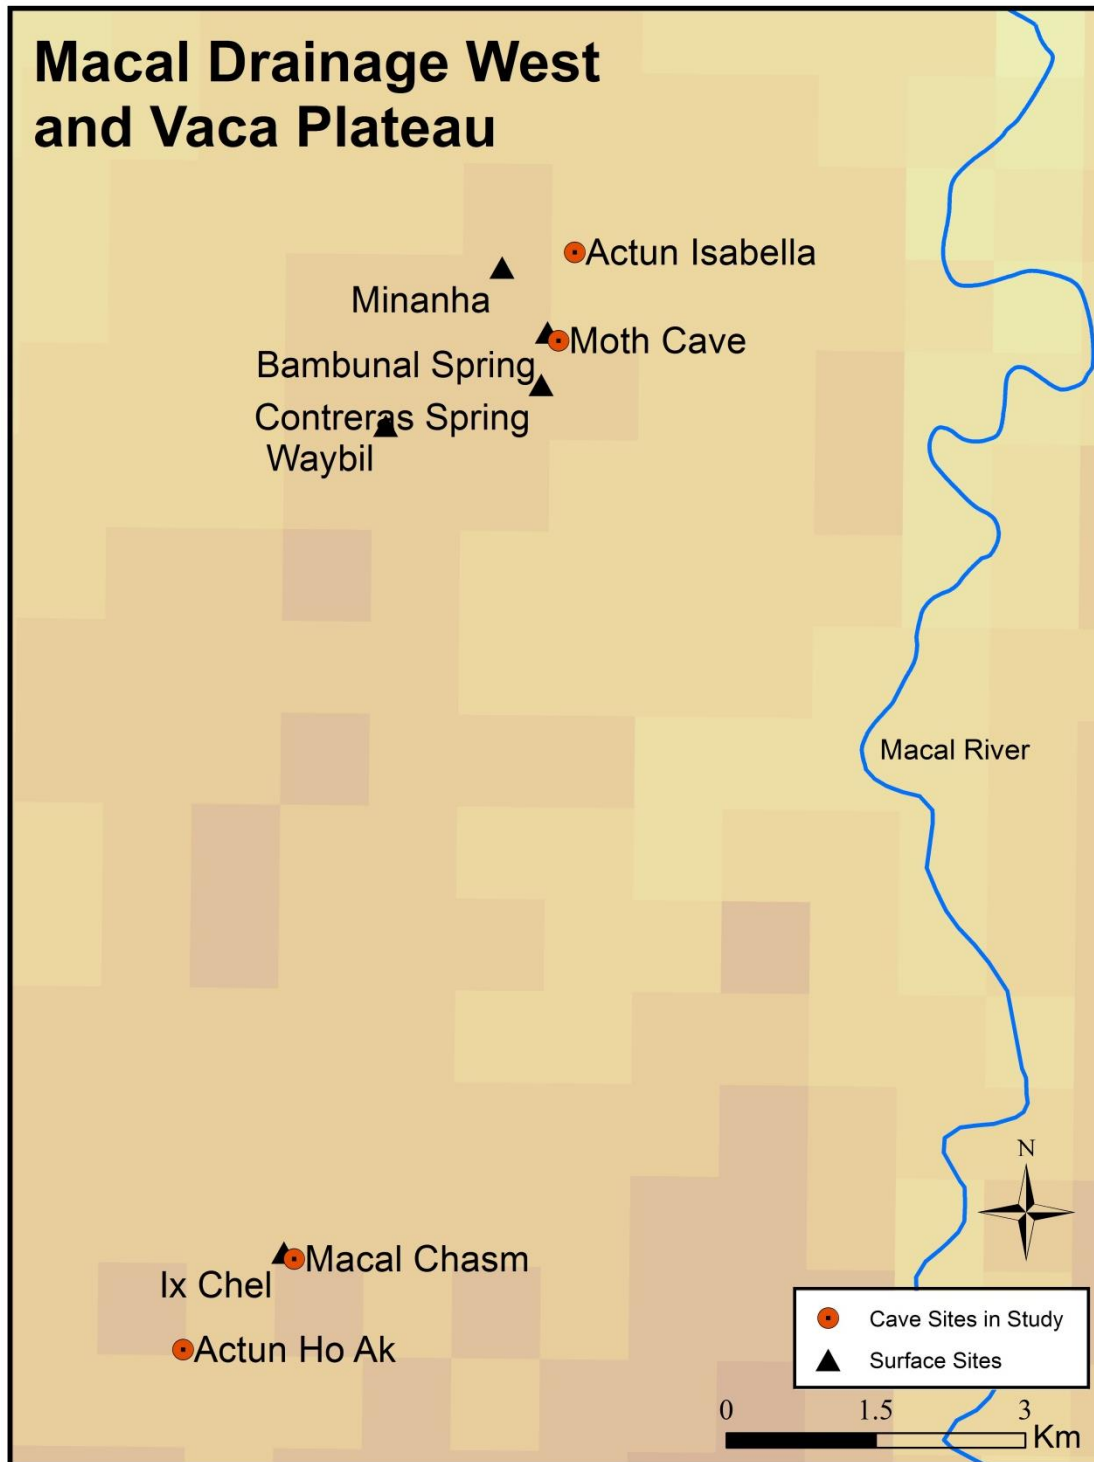 Macal Drainage West
and Vaca Plateau
Actun Isabella
Minanha
Moth Cave
Bambunal Spring
Contreras Spring
Waybil
Macal River
N
Macal Chasm
Ix Chel
Actun Ho Ak
Cave Sites in Study
Surface Sites
0 1.5 3
Km